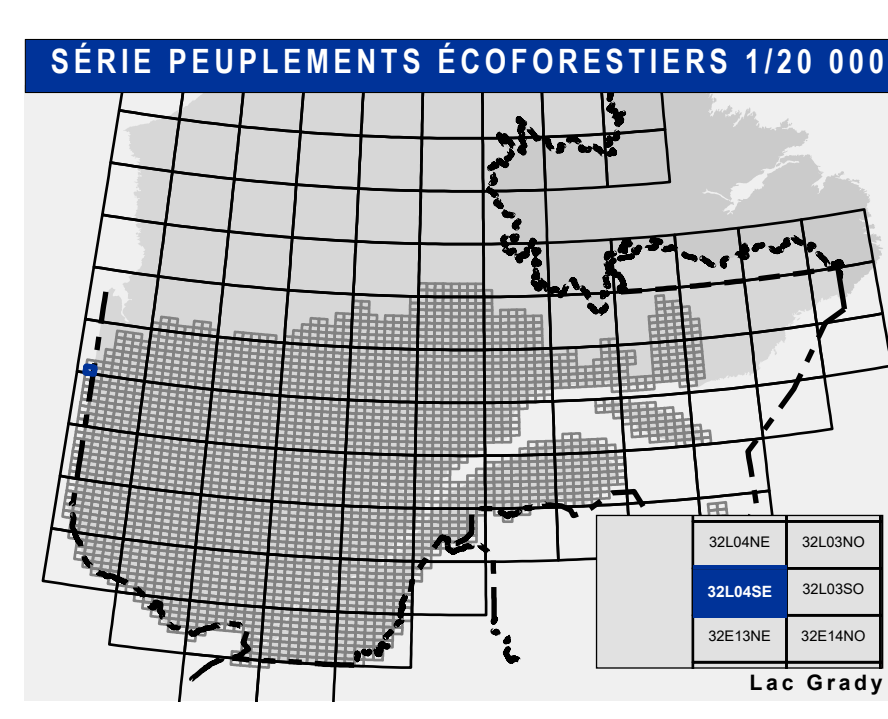 SÉRIE PEUPLEMENTS ÉCOFORESTIERS 1/20 000
32L04NE 32L03NO
32L04SE 32L03SO
32E13NE 32E14NO
Lac Grady